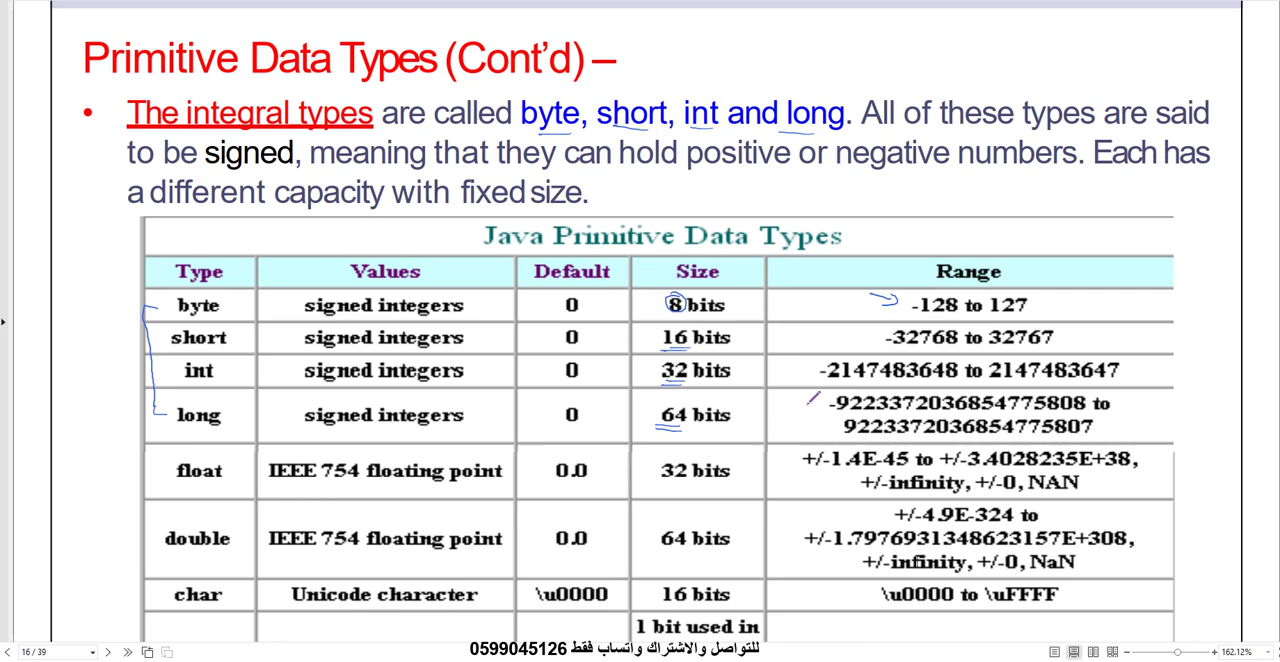 Primitive Data Types (Cont'd) –
• The integral types are called byte, short, int and long. All of these types are said
to be signed, meaning that they can hold positive or negative numbers. Each has
a different capacity with fixed size.
Java Primitive Data Types
Type Values Default Size Range
byte signed integers 0 8 bits -128 to 127
short signed integers 0 16 bits -32768 to 32767
int signed integers 0 32 bits -2147483648 to 2147483647
long signed integers 0 64 bits -9223372036854775808 to
9223372036854775807
float IEEE 754 floating point 0.0 32 bits +/-1.4E-45 to +/-3.4028235E+38,
+/-infinity, +/-0, NAN
double IEEE 754 floating point 0.0 64 bits +/-4.9E-324 to
+/-1.7976931348623157E+308,
+/-infinity, +/-0, NaN
char Unicode character \u0000 16 bits \u0000 to \uFFFF
1 bit used in
للتواصل والاشتراك واتساب فقط 0599045126
16 / 39
162.12%